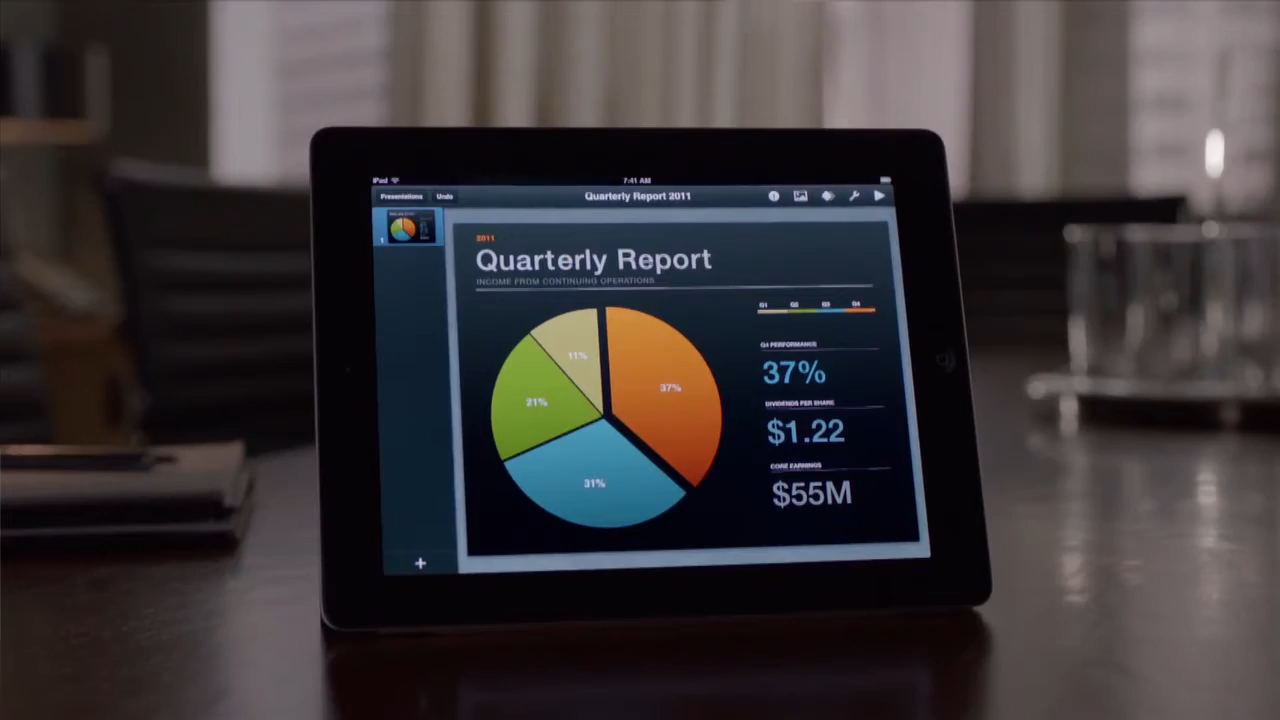 iPad 7:41 AM
Presentations Undo Quarterly Report 2011
1
2011
Quarterly Report
INCOME FROM CONTINUING OPERATIONS
Q1 Q2 Q3 Q4
11%
37%
21%
31%
Q4 PERFORMANCE
37%
DIVIDENDS PER SHARE
$1.22
CORE EARNINGS
$55M
+